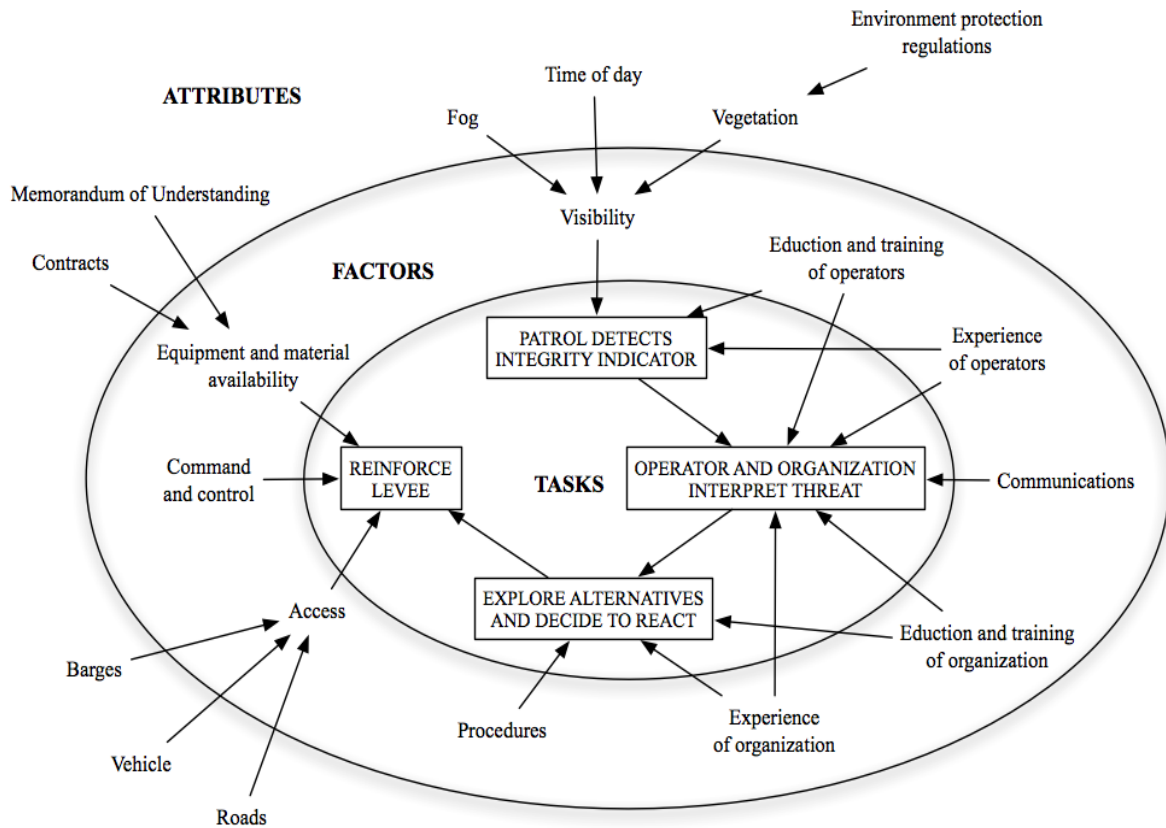 Environment protection
regulations
Time of day
ATTRIBUTES
Fog
Vegetation
Memorandum of Understanding
Visibility
Contracts
FACTORS
Eduction and training
of operators
PATROL DETECTS
INTEGRITY INDICATOR
Experience
of operators
Equipment and material
availability
Command
and control
REINFORCE
LEVEE
TASKS
OPERATOR AND ORGANIZATION
INTERPRET THREAT
Communications
EXPLORE ALTERNATIVES
AND DECIDE TO REACT
Access
Eduction and training
of organization
Barges
Procedures
Experience
of organization
Vehicle
Roads